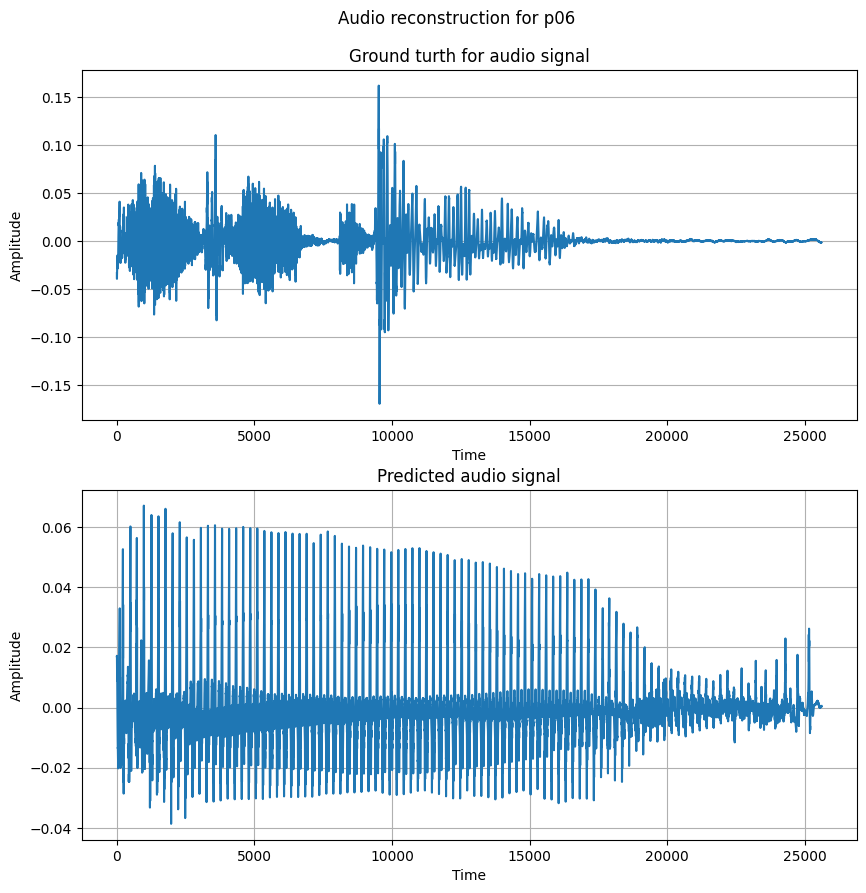 Audio reconstruction for p06
Ground turth for audio signal
0.15
0.10
0.05
0.00
−0.05
−0.10
−0.15
Amplitude
0 5000 10000 15000 20000 25000
Time
Predicted audio signal
0.06
0.04
0.02
0.00
−0.02
−0.04
Amplitude
0 5000 10000 15000 20000 25000
Time